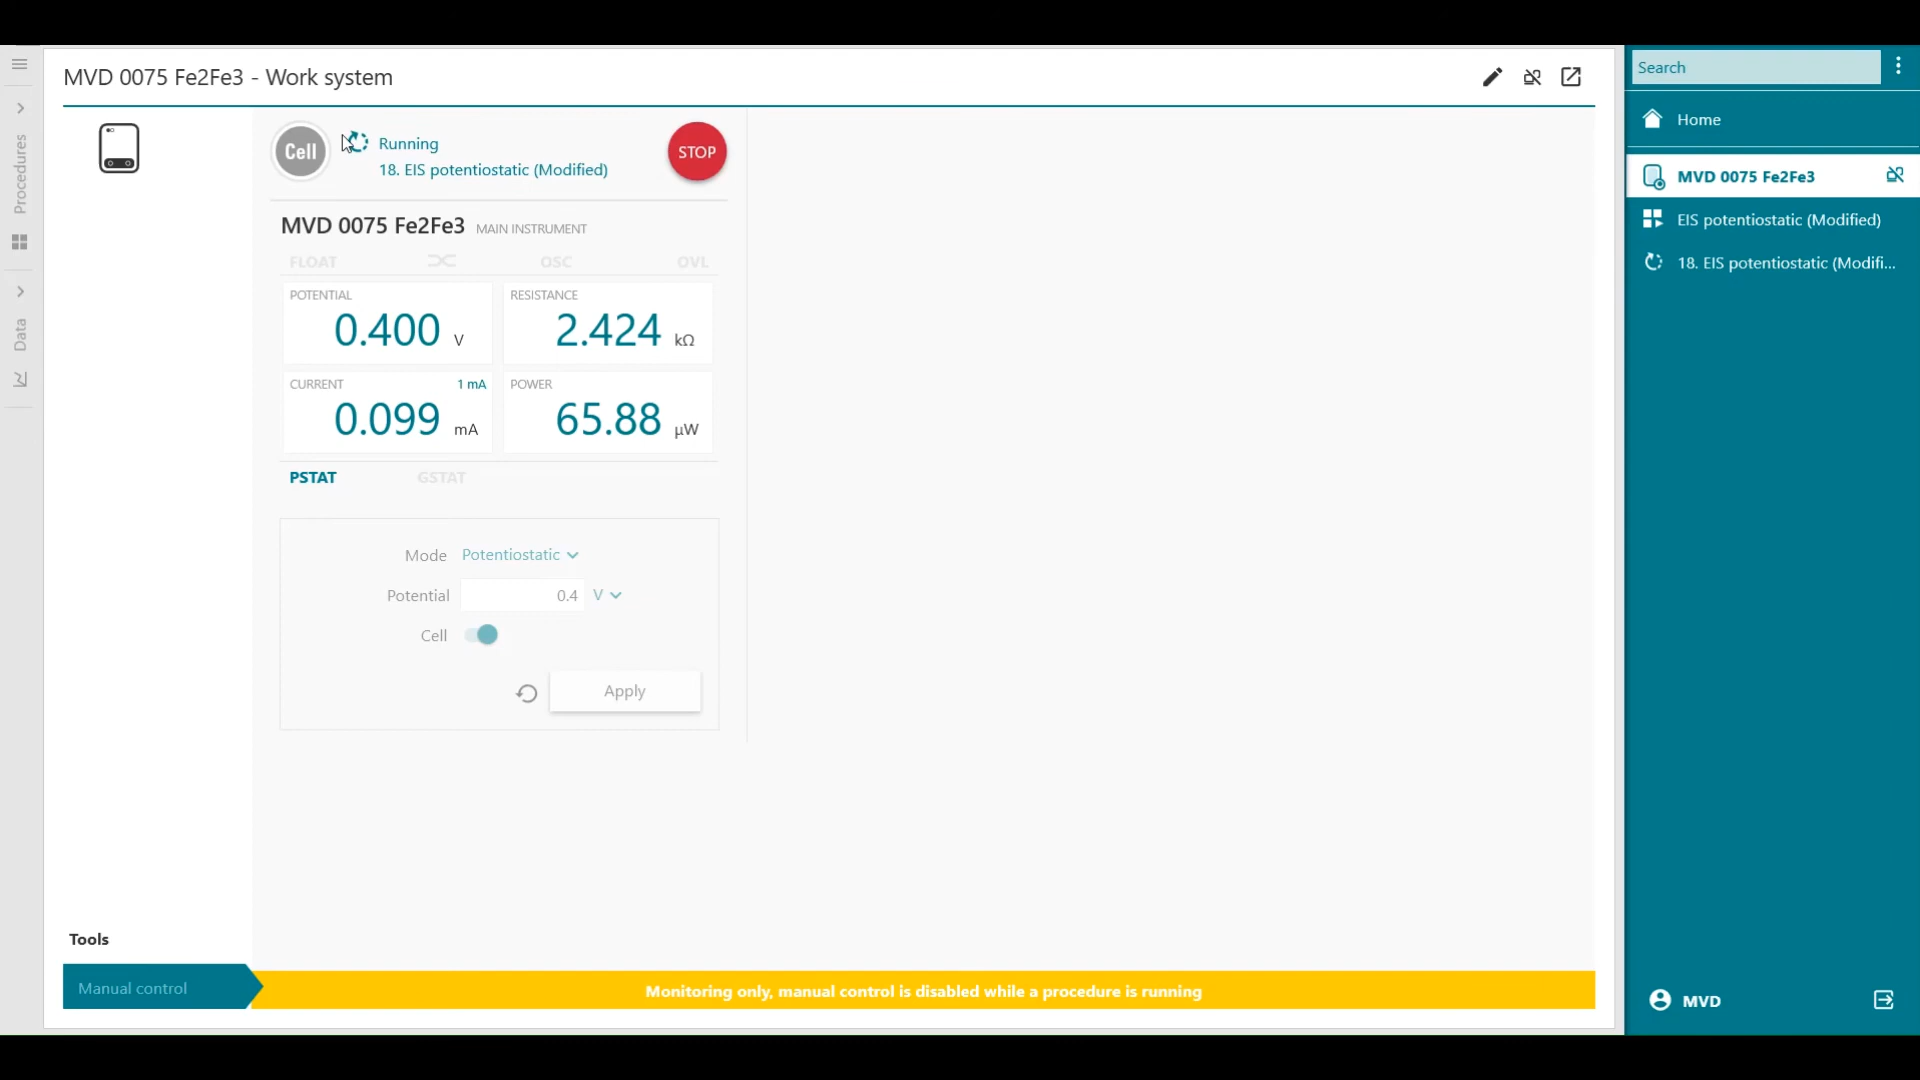 MVD 0075 Fe2Fe3 - Work system
Search
Home
Procedures
Data
Cell
Running
18. EIS potentiostatic (Modified)
STOP
MVD 0075 Fe2Fe3 MAIN INSTRUMENT
FLOAT OSC OVL
POTENTIAL
0.400 V
RESISTANCE
2.424 kΩ
CURRENT 1 mA
0.099 mA
POWER
65.88 μW
PSTAT GSTAT
Mode Potentiostatic
Potential 0.4 V
Cell
Apply
Tools
Manual control
Monitoring only, manual control is disabled while a procedure is running
MVD 0075 Fe2Fe3
EIS potentiostatic (Modified)
18. EIS potentiostatic (Modifi...
MVD